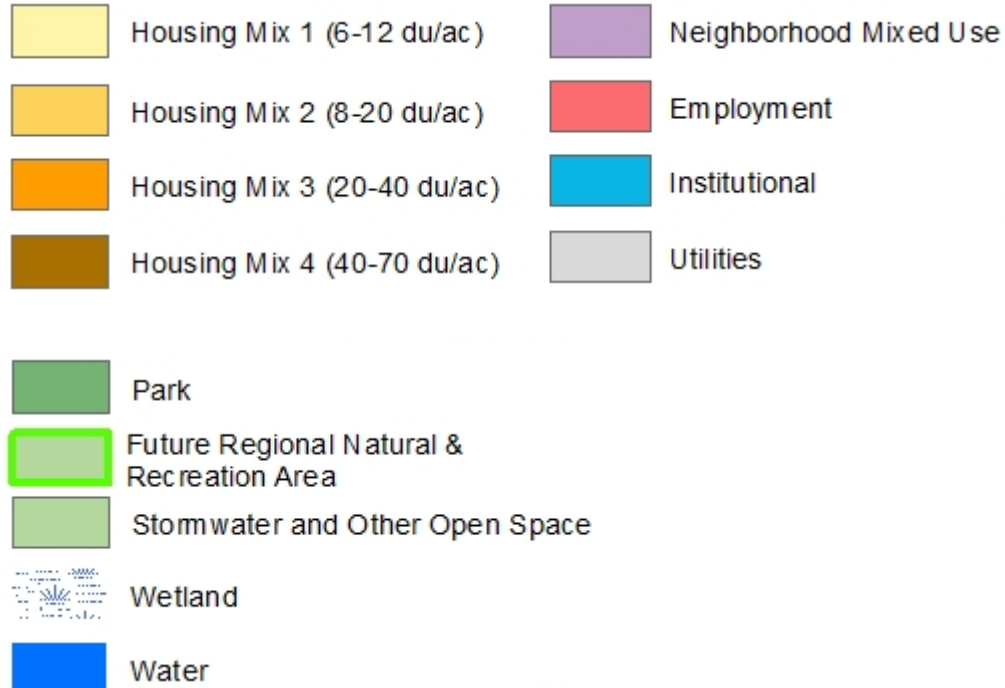 Housing Mix 1 (6-12 du/ac)
Housing Mix 2 (8-20 du/ac)
Housing Mix 3 (20-40 du/ac)
Housing Mix 4 (40-70 du/ac)
Neighborhood Mixed Use
Employment
Institutional
Utilities
Park
Future Regional Natural &
Recreation Area
Stormwater and Other Open Space
Wetland
Water